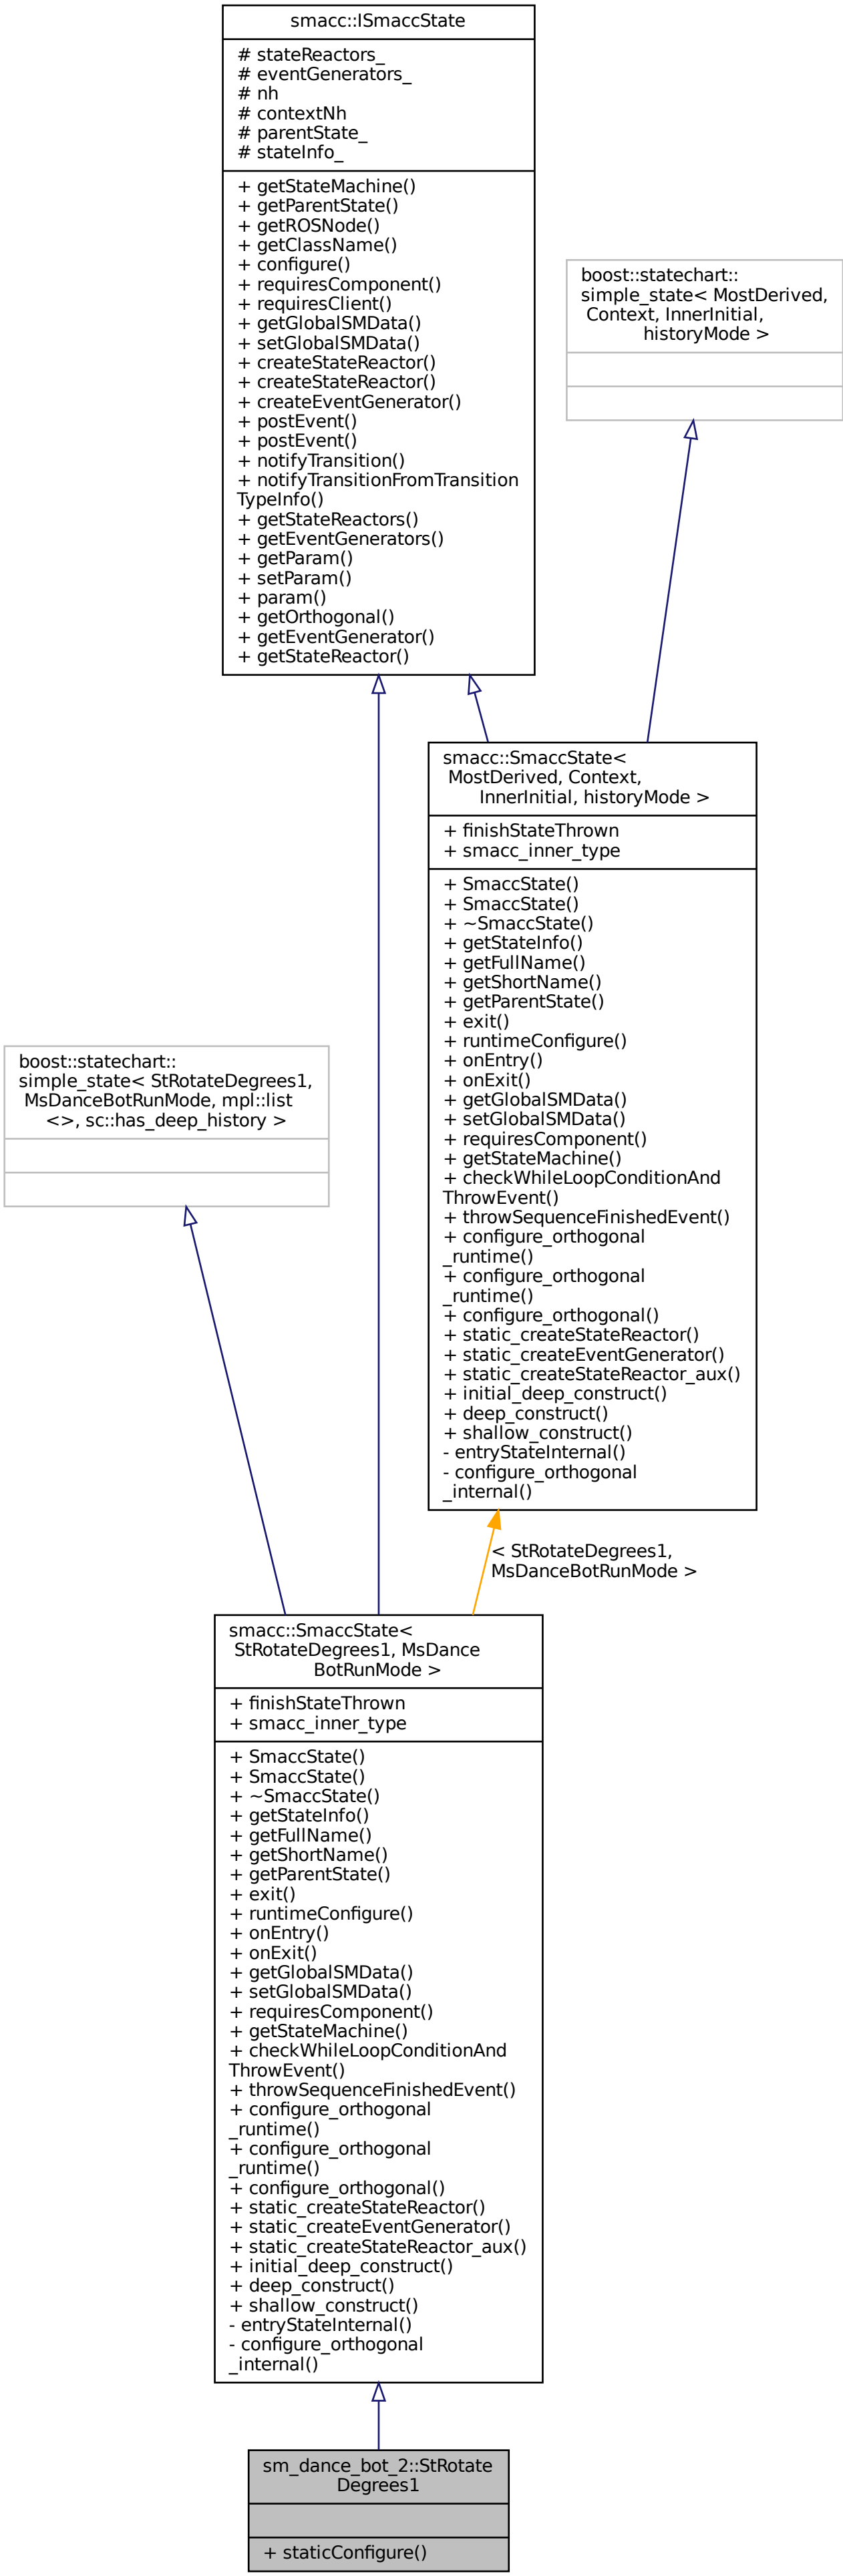 smacc::ISmaccState
# stateReactors_
# eventGenerators_
# nh
# contextNh
# parentState_
# stateInfo_
+ getStateMachine()
+ getParentState()
+ getROSNode()
+ getClassName()
+ configure()
+ requiresComponent()
+ requiresClient()
+ getGlobalSMData()
+ setGlobalSMData()
+ createStateReactor()
+ createStateReactor()
+ createEventGenerator()
+ postEvent()
+ postEvent()
+ notifyTransition()
+ notifyTransitionFromTransition
TypeInfo()
+ getStateReactors()
+ getEventGenerators()
+ getParam()
+ setParam()
+ param()
+ getOrthogonal()
+ getEventGenerator()
+ getStateReactor()
boost::statechart::
simple_state< MostDerived,
Context, InnerInitial,
historyMode >
smacc::SmaccState<
MostDerived, Context,
InnerInitial, historyMode >
+ finishStateThrown
+ smacc_inner_type
+ SmaccState()
+ SmaccState()
+ ~SmaccState()
+ getStateInfo()
+ getFullName()
+ getShortName()
+ getParentState()
+ exit()
+ runtimeConfigure()
+ onEntry()
+ onExit()
+ getGlobalSMData()
+ setGlobalSMData()
+ requiresComponent()
+ getStateMachine()
+ checkWhileLoopConditionAnd
ThrowEvent()
+ throwSequenceFinishedEvent()
+ configure_orthogonal
_runtime()
+ configure_orthogonal
_runtime()
+ configure_orthogonal()
+ static_createStateReactor()
+ static_createEventGenerator()
+ static_createStateReactor_aux()
+ initial_deep_construct()
+ deep_construct()
+ shallow_construct()
- entryStateInternal()
- configure_orthogonal
_internal()
boost::statechart::
simple_state< StRotateDegrees1,
MsDanceBotRunMode, mpl::list
<>, sc::has_deep_history >
< StRotateDegrees1,
MsDanceBotRunMode >
smacc::SmaccState<
StRotateDegrees1, MsDance
BotRunMode >
+ finishStateThrown
+ smacc_inner_type
+ SmaccState()
+ SmaccState()
+ ~SmaccState()
+ getStateInfo()
+ getFullName()
+ getShortName()
+ getParentState()
+ exit()
+ runtimeConfigure()
+ onEntry()
+ onExit()
+ getGlobalSMData()
+ setGlobalSMData()
+ requiresComponent()
+ getStateMachine()
+ checkWhileLoopConditionAnd
ThrowEvent()
+ throwSequenceFinishedEvent()
+ configure_orthogonal
_runtime()
+ configure_orthogonal
_runtime()
+ configure_orthogonal()
+ static_createStateReactor()
+ static_createEventGenerator()
+ static_createStateReactor_aux()
+ initial_deep_construct()
+ deep_construct()
+ shallow_construct()
- entryStateInternal()
- configure_orthogonal
_internal()
sm_dance_bot_2::StRotate
Degrees1
+ staticConfigure()